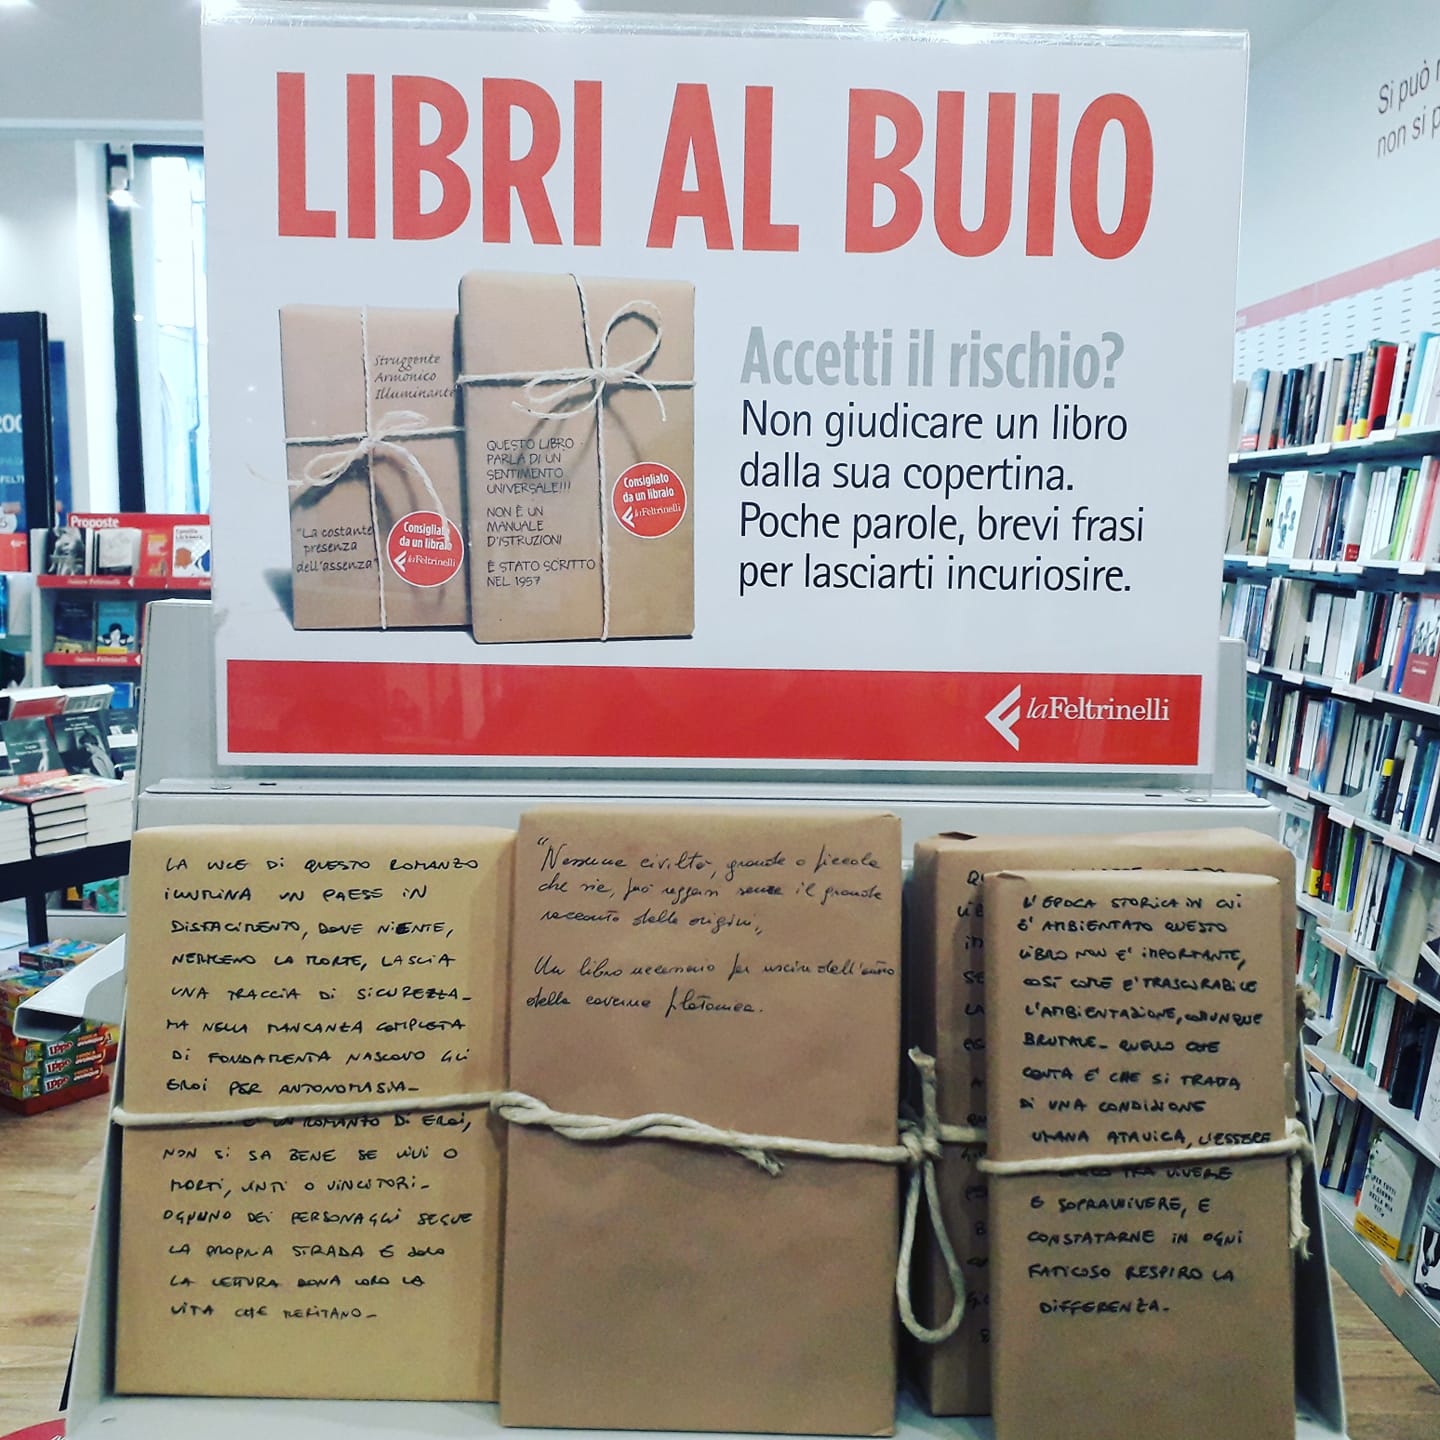 LIBRI AL BUIO
Accetti il rischio?
Non giudicare un libro
dalla sua copertina.
Poche parole, brevi frasi
per lasciarti incuriosire.
Struggente
Armonico
Illuminante
"La costante
presenza
dell'assenza"
Consigliato
da un libraio
laFeltrinelli
QUESTO LIBRO
PARLA DI UN
SENTIMENTO
UNIVERSALE!!!
NON È UN
MANUALE
D'ISTRUZIONI
È STATO SCRITTO
NEL 1957
Consigliato
da un libraio
laFeltrinelli
laFeltrinelli
Si può
non si p
Proposte
LA LUCE DI QUESTO ROMANZO
ILLUMINA UN PAESE IN
DISFACIMENTO, DOVE NIENTE,
NEMMENO LA MORTE, LASCIA
UNA TRACCIA DI SICUREZZA-
MA NELLA MANCANZA COMPLETA
DI FONDAMENTA NASCONO GLI
EROI PER ANTONOMASIA-
È UN ROMANZO DI EROI,
NON SI SA BENE SE VIVI O
MORTI, VINTI O VINCITORI-
OGNUNO DEI PERSONAGGI SEGUE
LA PROPRIA STRADA E SOLO
LA LETTURA DONA LORO LA
VITA CHE MERITANO-
"Nessuna civiltà, grande o piccola
che sia, può reggersi senza il grande
racconto delle origini„
Un libro necessario per uscire dell'antro
della caverna platonica.
L'EPOCA STORICA IN CUI
E' AMBIENTATO QUESTO
LIBRO NON E' IMPORTANTE,
COSÌ COME E' TRASCURABILE
L'AMBIENTAZIONE, COMUNQUE
BRUTALE- QUELLO CHE
CONTA E' CHE SI TRATTA
DI UNA CONDIZIONE
UMANA ATAVICA, L'ESSERE
TRA VIVERE
E SOPRAVVIVERE, E
CONSTATARNE IN OGNI
FATICOSO RESPIRO LA
DIFFERENZA-